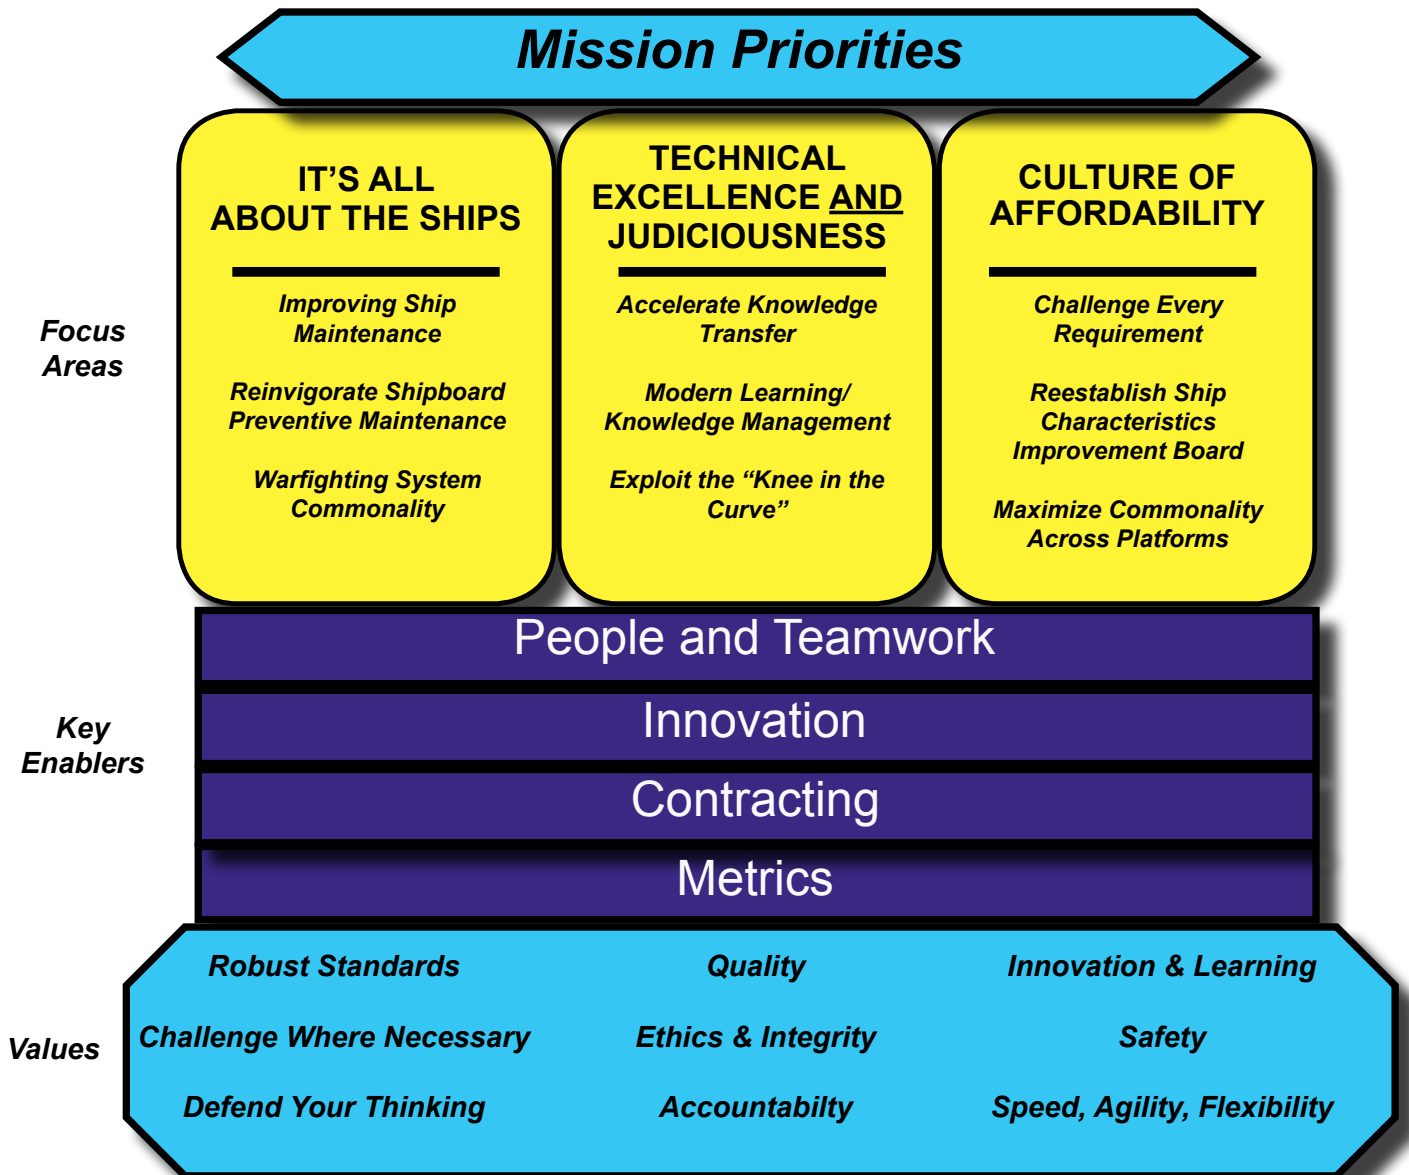 Mission Priorities
IT’S ALL
ABOUT THE SHIPS
Improving Ship
Maintenance
Reinvigorate Shipboard
Preventive Maintenance
Warfighting System
Commonality
TECHNICAL
EXCELLENCE AND
JUDICIOUSNESS
Accelerate Knowledge
Transfer
Modern Learning/
Knowledge Management
Exploit the “Knee in the
Curve”
CULTURE OF
AFFORDABILITY
Challenge Every
Requirement
Reestablish Ship
Characteristics
Improvement Board
Maximize Commonality
Across Platforms
Focus
Areas
People and Teamwork
Innovation
Contracting
Metrics
Key
Enablers
Values
Robust Standards
Quality
Innovation & Learning
Challenge Where Necessary
Ethics & Integrity
Safety
Defend Your Thinking
Accountabilty
Speed, Agility, Flexibility